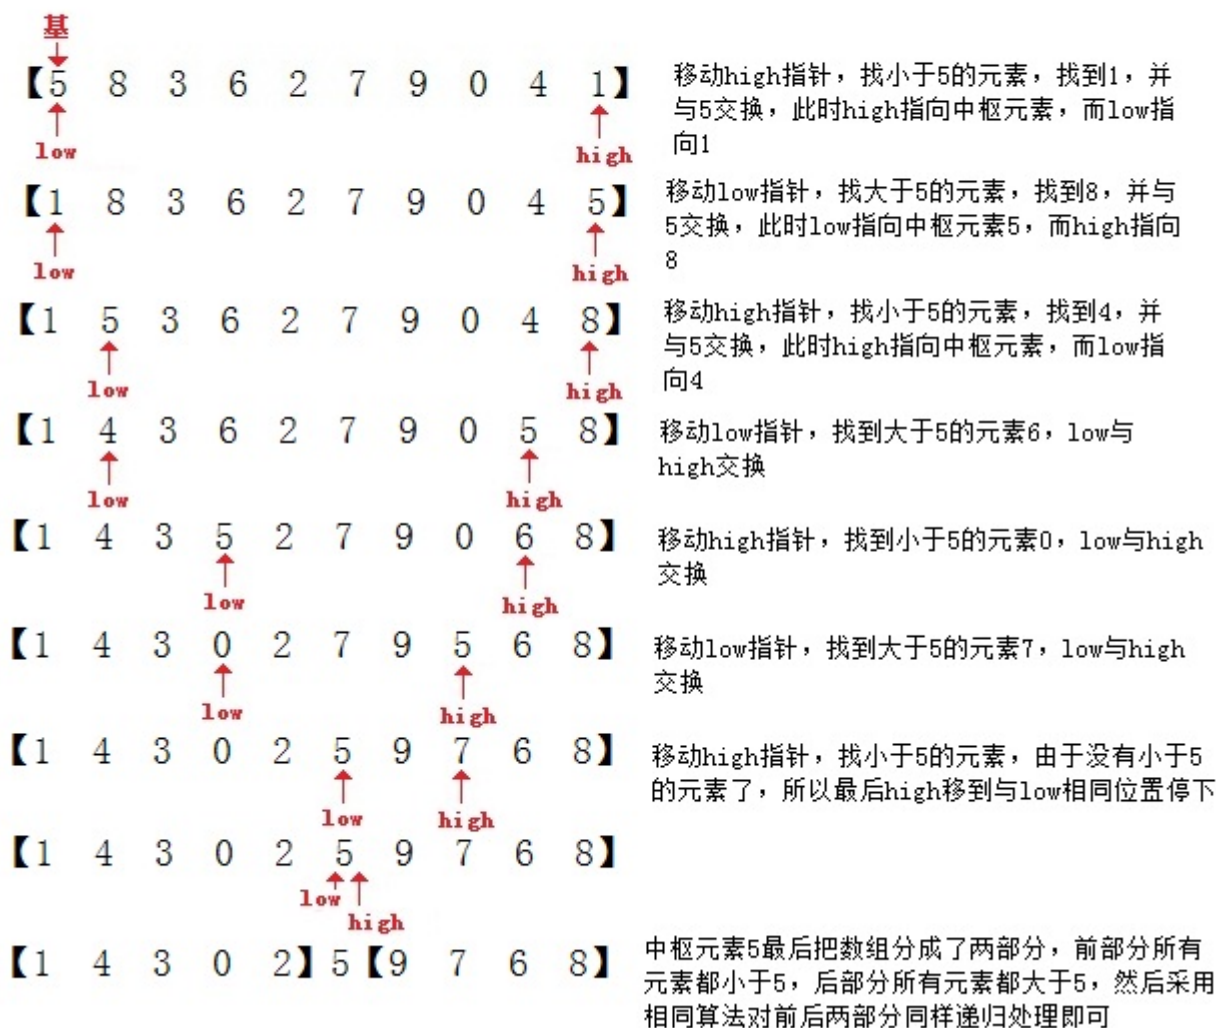 基
【5 8 3 6 2 7 9 0 4 1】
low
high
移动high指针，找小于5的元素，找到1，并
与5交换，此时high指向中枢元素，而low指
向1
【1 8 3 6 2 7 9 0 4 5】
low
high
移动low指针，找大于5的元素，找到8，并与
5交换，此时low指向中枢元素5，而high指向
8
【1 5 3 6 2 7 9 0 4 8】
low
high
移动high指针，找小于5的元素，找到4，并
与5交换，此时high指向中枢元素，而low指
向4
【1 4 3 6 2 7 9 0 5 8】
low
high
移动low指针，找到大于5的元素6，low与
high交换
【1 4 3 5 2 7 9 0 6 8】
low
high
移动high指针，找到小于5的元素0，low与high
交换
【1 4 3 0 2 7 9 5 6 8】
low
high
移动low指针，找到大于5的元素7，low与high
交换
【1 4 3 0 2 5 9 7 6 8】
low
high
移动high指针，找小于5的元素，由于没有小于5
的元素了，所以最后high移到与low相同位置停下
【1 4 3 0 2 5 9 7 6 8】
low
high
【1 4 3 0 2】5【9 7 6 8】
中枢元素5最后把数组分成了两部分，前部分所有
元素都小于5，后部分所有元素都大于5，然后采用
相同算法对前后两部分同样递归处理即可